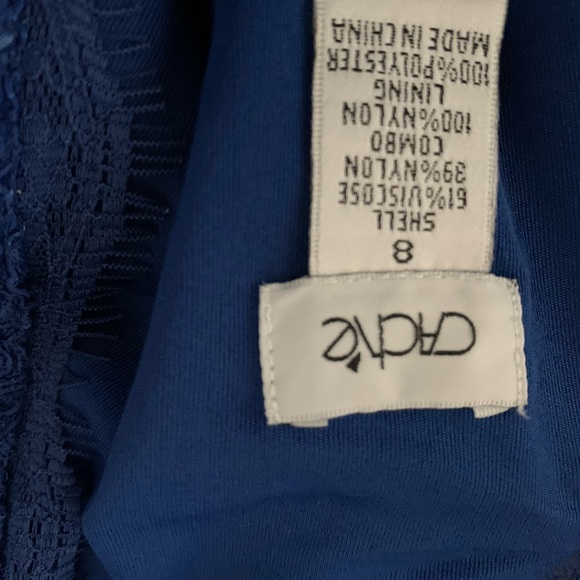 CACHE
8
SHELL
61%VISCOSE
39%NYLON
COMBO
100%NYLON
LINING
100%POLYESTER
MADE IN CHINA